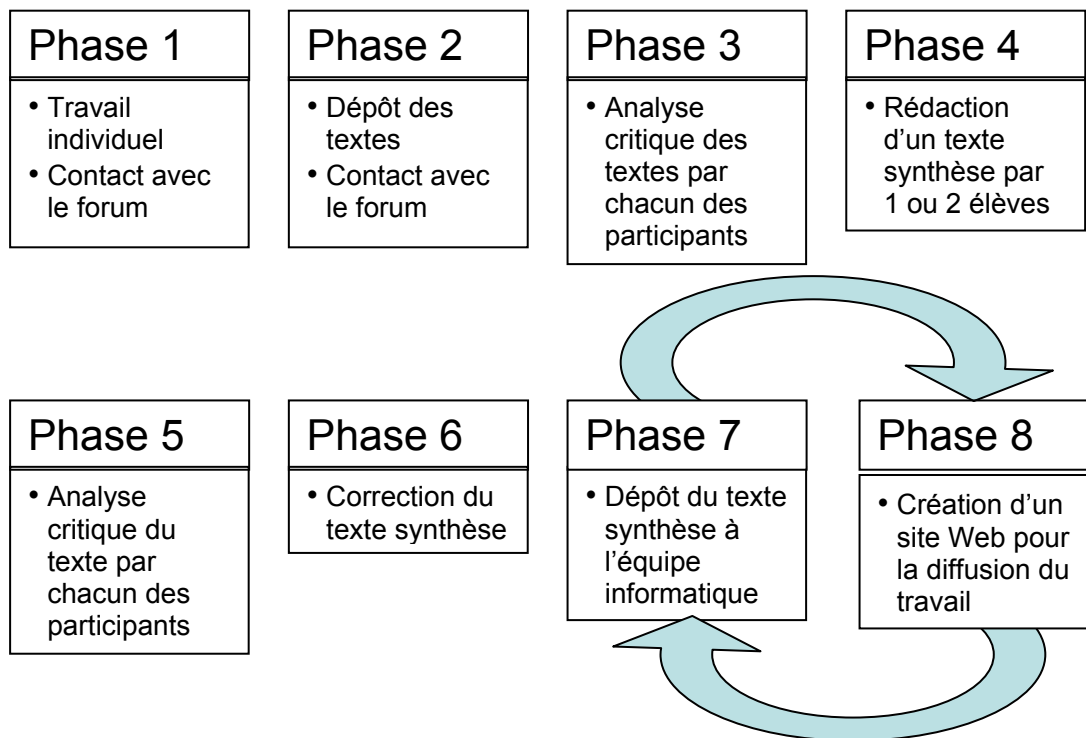 Phase 1
• Travail
individuel
• Contact avec
le forum
Phase 2
• Dépôt des
textes
• Contact avec
le forum
Phase 3
• Analyse
critique des
textes par
chacun des
participants
Phase 4
• Rédaction
d’un texte
synthèse par
1 ou 2 élèves
Phase 5
• Analyse
critique du
texte par
chacun des
participants
Phase 6
• Correction du
texte synthèse
Phase 7
• Dépôt du texte
synthèse à
l’équipe
informatique
Phase 8
• Création d’un
site Web pour
la diffusion du
travail